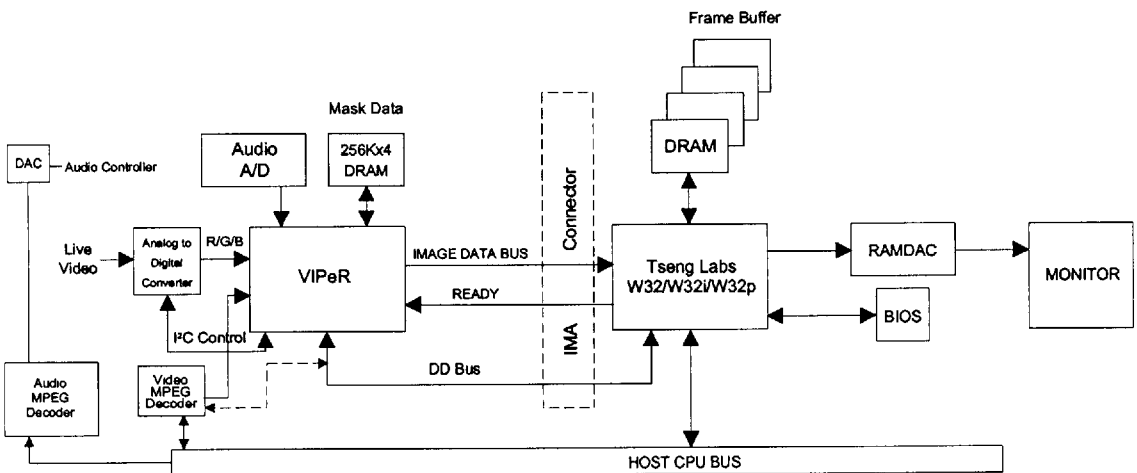 Frame Buffer
Mask Data
DAC
Audio Controller
Audio
A/D
256Kx4
DRAM
DRAM
Connector
IMA
Live
Video
Analog to
Digital
Converter
R/G/B
VIPeR
IMAGE DATA BUS
READY
Tseng Labs
W32/W32i/W32p
RAMDAC
MONITOR
BIOS
I²C Control
DD Bus
Audio
MPEG
Decoder
Video
MPEG
Decoder
HOST CPU BUS